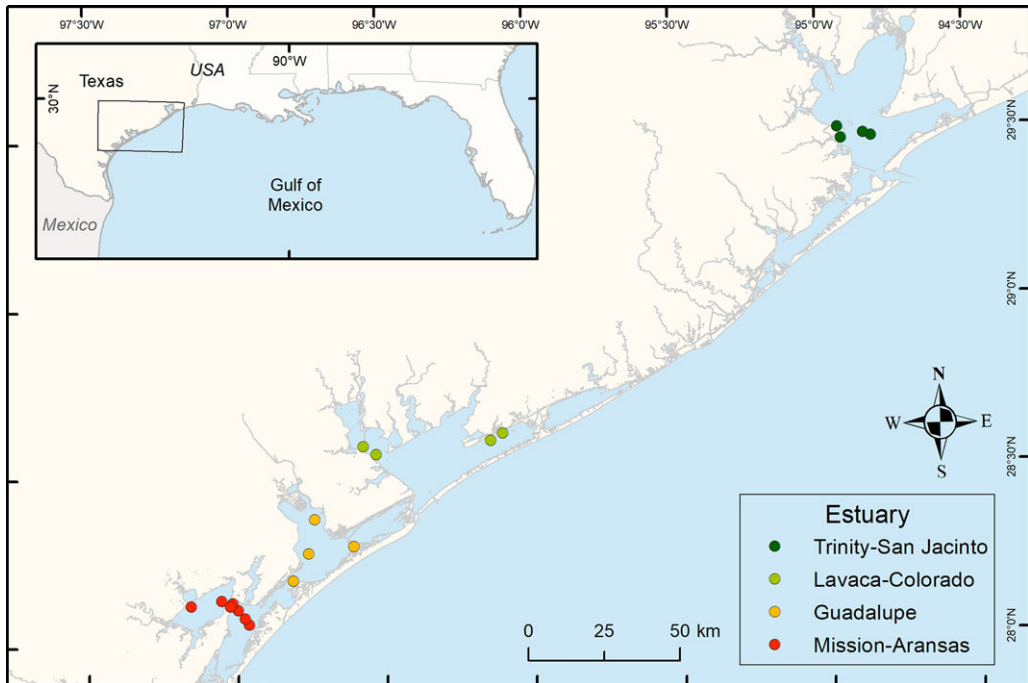 97°30'W 97°0'W 96°30'W 96°0'W 95°30'W 95°0'W 94°30'W
USA
90°W
Texas
30°N
Gulf of
Mexico
Mexico
29°30'N
29°0'N
28°30'N
28°0'N
N
W E
S
Estuary
Trinity-San Jacinto
Lavaca-Colorado
Guadalupe
Mission-Aransas
0 25 50 km